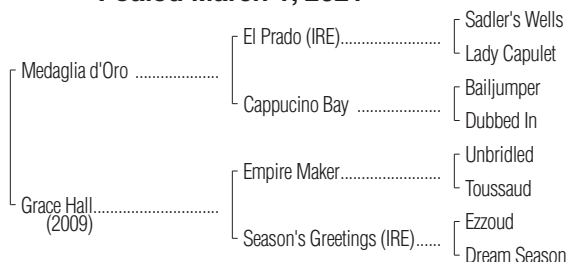 Foaled March 2021
Sadler's Wells
El Prado (IRE).......................
Lady Capulet
Medaglia d'Oro ...................
Bailjumper
Cappucino Bay ...................
Dubbed In
Unbridled
Empire Maker.......................
Toussaud
Grace Hall............................
(2009)
Ezzoud
Season's Greetings (IRE)......
Dream Season